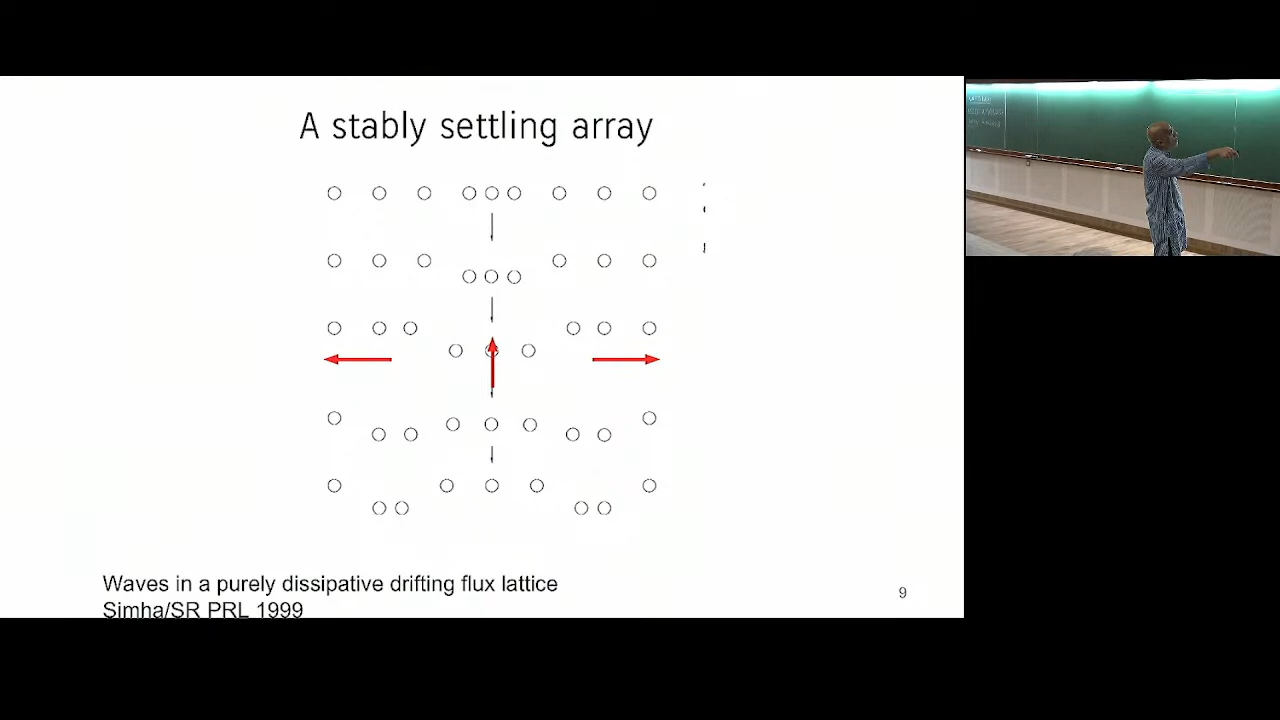 A stably settling array
Waves in a purely dissipative drifting flux lattice
Simha/SR PRL 1999
9